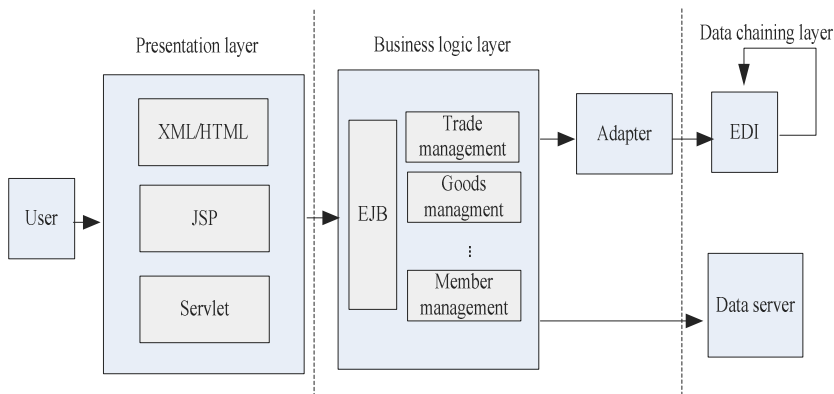 Presentation layer
Business logic layer
Data chaining layer
User
XML/HTML
JSP
Servlet
EJB
Trade
management
Goods
managment
...
Member
management
Adapter
EDI
Data server